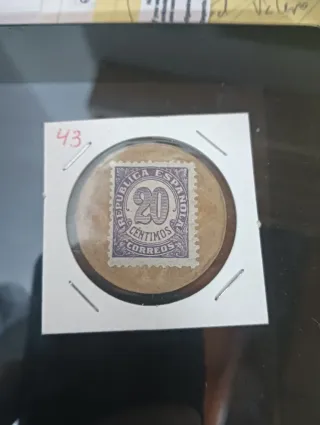 43
REPUBLICA ESPAÑOLA
20
CENTIMOS
CORREOS